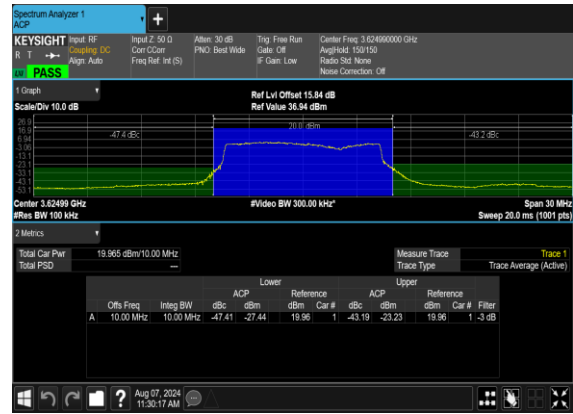 Spectrum Analyzer 1
ACP
+
KEYSIGHT Input: RF Input Z: 50 Ω Atten: 30 dB Trig: Free Run Center Freq: 3.624990000 GHz
R T Coupling: DC Corr CCorr PNO: Best Wide Gate: Off Avg|Hold: 150/150
Align: Auto Freq Ref: Int (S) IF Gain: Low Radio Std: None
PASS Noise Correction: Off
1 Graph
Ref Lvl Offset 15.84 dB
Scale/Div 10.0 dB Ref Value 36.94 dBm
26.9
16.9
6.94
-3.06
-13.1
-23.1
-33.1
-43.1
-53.1
-47.4 dBc 20.0 dBm -43.2 dBc
Center 3.62499 GHz #Video BW 300.00 kHz* Span 30 MHz
#Res BW 100 kHz Sweep 20.0 ms (1001 pts)
2 Metrics
Total Car Pwr 19.965 dBm/10.00 MHz Measure Trace Trace 1
Total PSD --- Trace Type Trace Average (Active)
Lower Upper
ACP Reference ACP Reference
Offs Freq Integ BW dBc dBm dBm Car # dBc dBm dBm Car # Filter
A 10.00 MHz 10.00 MHz -47.41 -27.44 19.96 1 -43.19 -23.23 19.96 1 -3 dB
?
Aug 07, 2024
11:30:17 AM